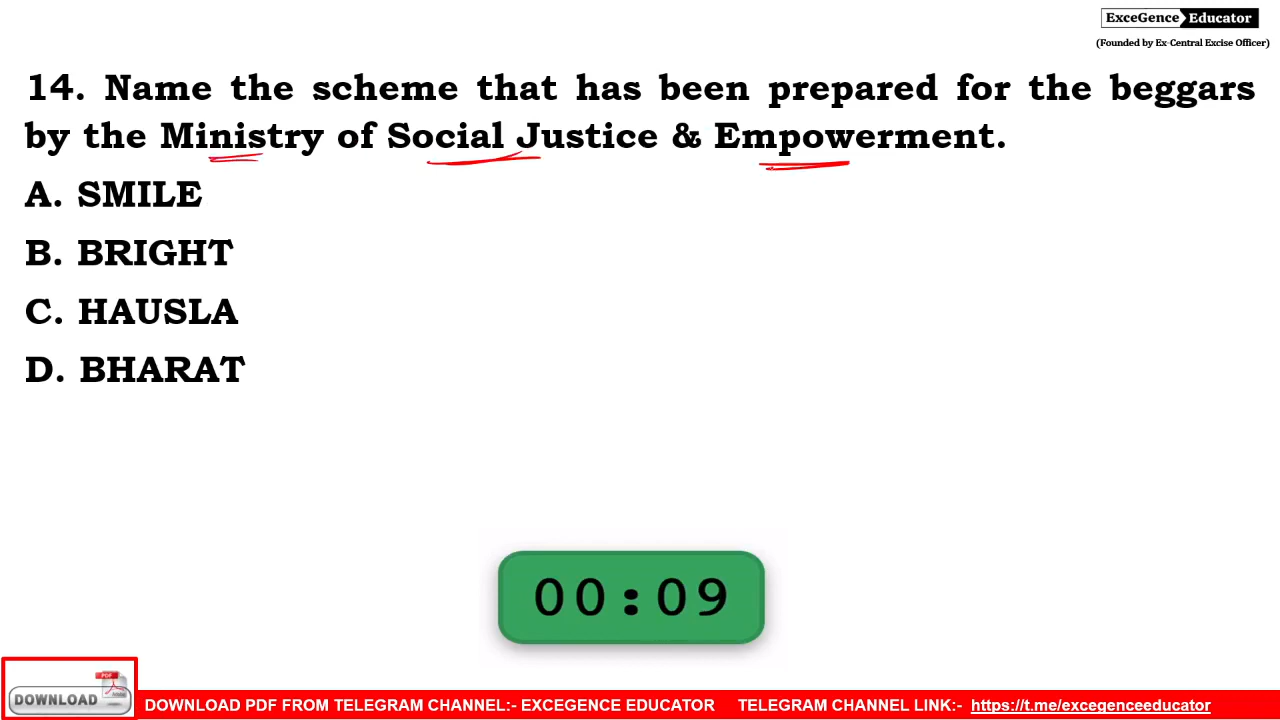 ExceGence Educator
(Founded by Ex-Central Excise Officer)
14. Name the scheme that has been prepared for the beggars
by the Ministry of Social Justice & Empowerment.
A. SMILE
B. BRIGHT
C. HAUSLA
D. BHARAT
00:09
PDF
Adobe
DOWNLOAD
DOWNLOAD PDF FROM TELEGRAM CHANNEL:- EXCEGENCE EDUCATOR TELEGRAM CHANNEL LINK:- https://t.me/excegenceeducator